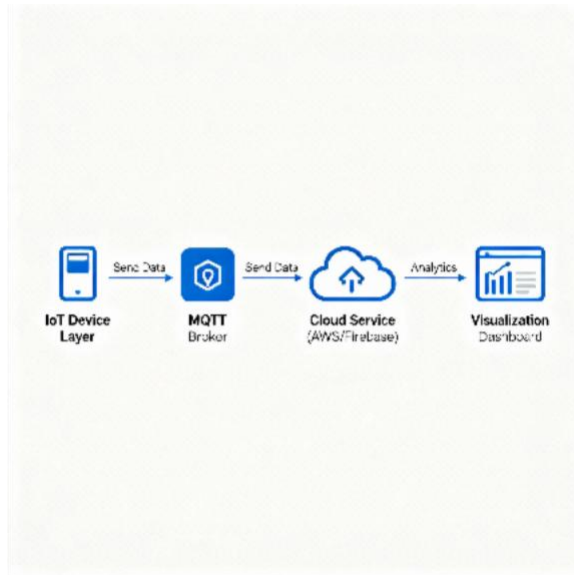 Send Data
Send Data
Analytics
IoT Device
Layer
MQTT
Broker
Cloud Service
(AWS/Firebase)
Visualization
Dashboard